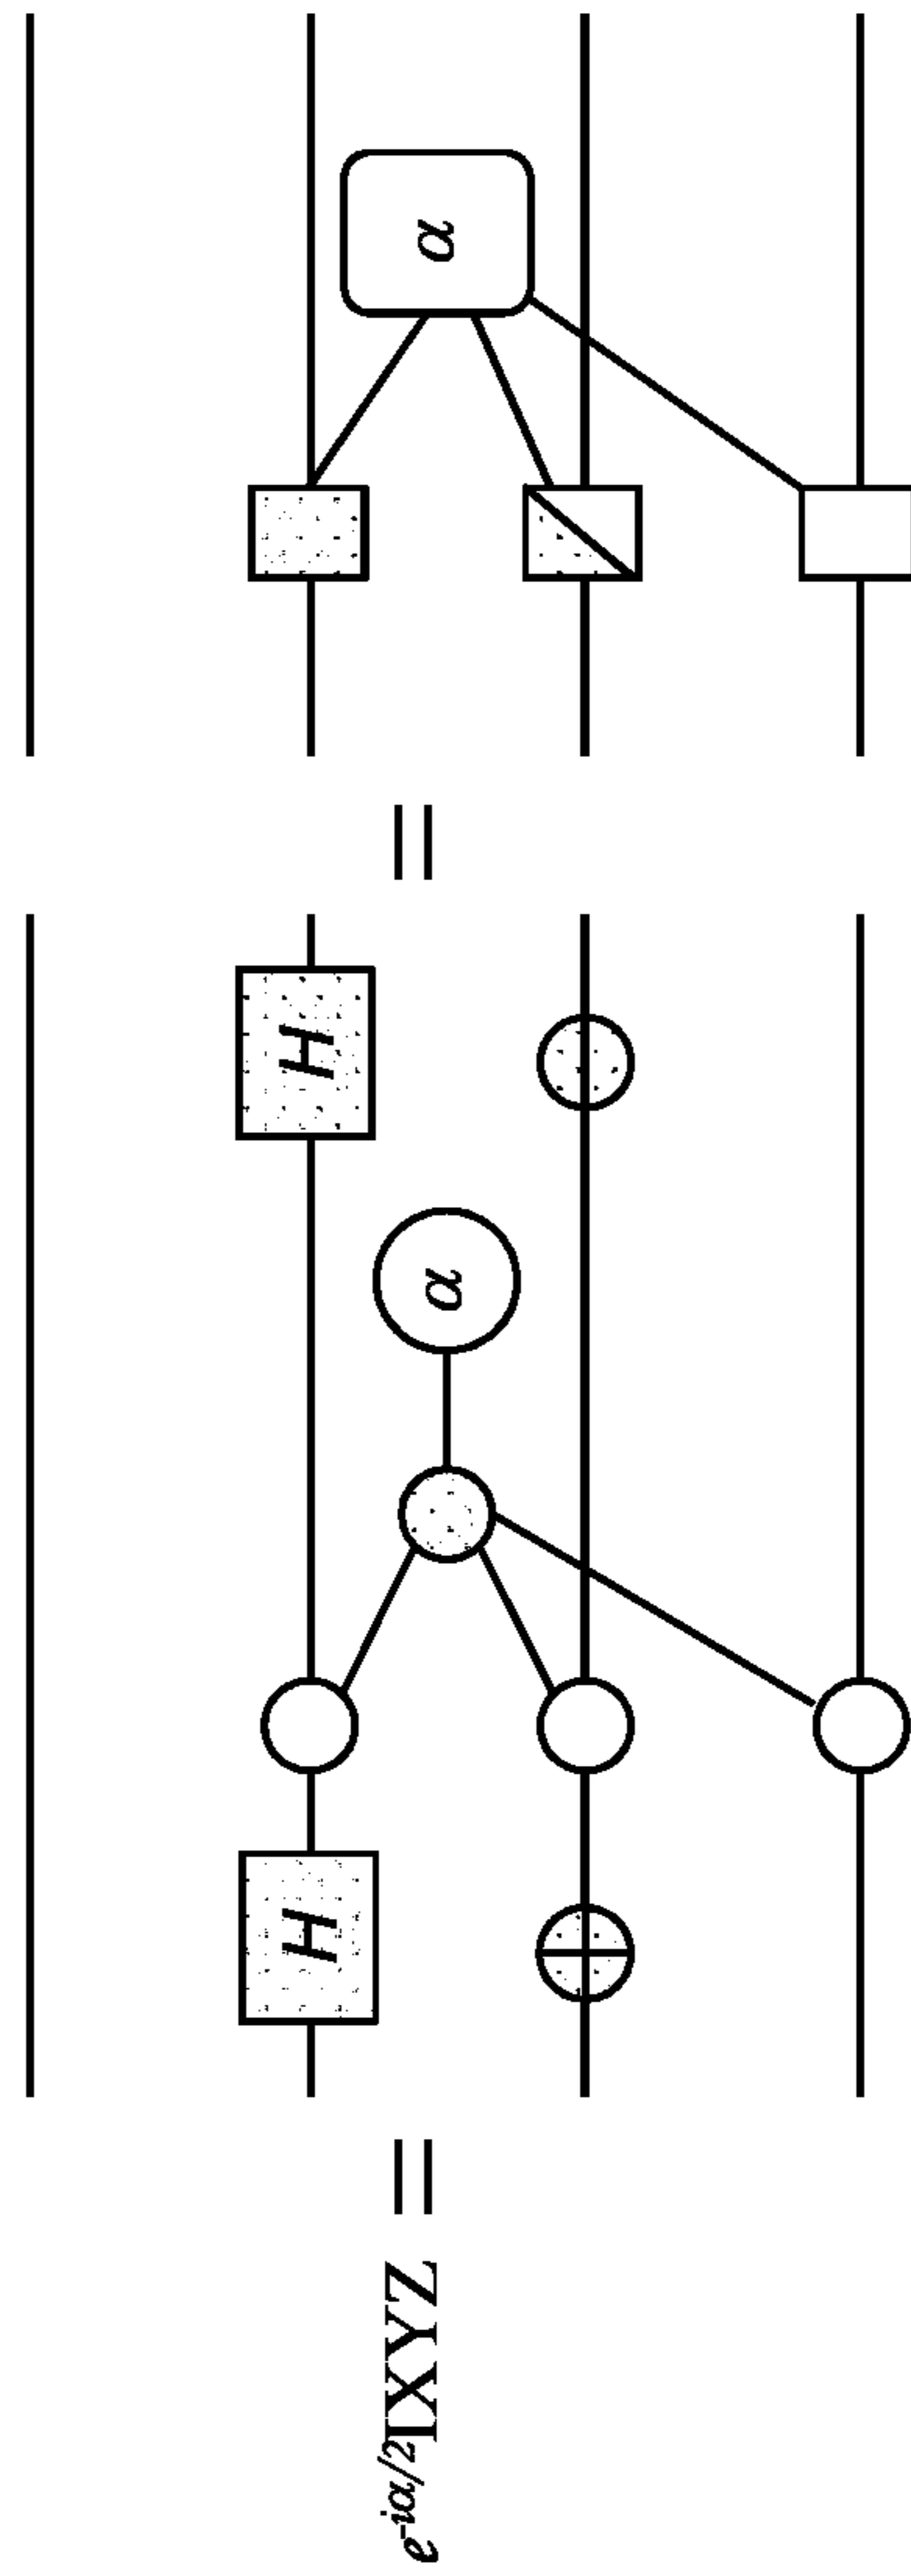 e^{-iα/2}IXYZ = H H α = α